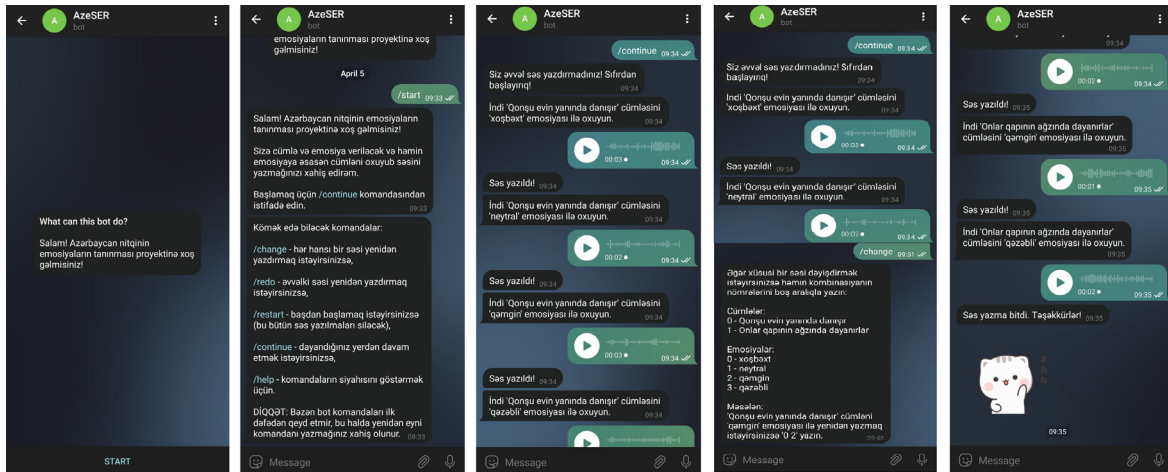 AzeSER
bot
What can this bot do?
Salam! Azərbaycan nitqinin
emosiyaların tanınması proyektinə xoş
gəlmisiniz!
START
AzeSER
bot
emosiyaların tanınması proyektinə xoş
gəlmisiniz!
April 5
/start 09:33
Salam! Azərbaycan nitqinin emosiyaların
tanınması proyektinə xoş gəlmisiniz!
Sizə cümlə və emosiya veriləcək və həmin
emosiyaya əsasən cümləni oxuyub səsini
yazmağınızı xahiş edirəm.
Başlamaq üçün /continue komandasından
istifadə edin. 09:33
Kömək edə biləcək komandalar:
/change - hər hansı bir səsi yenidən
yazdırmaq istəyirsinizsə,
/redo - əvvəlki səsi yenidən yazdırmaq
istəyirsinizsə,
/restart - başdan başlamaq istəyirsinizsə
(bu bütün səs yazılmaları siləcək),
/continue - dayandığınız yerdən davam
etmək istəyirsinizsə,
/help - komandaların siyahısını göstərmək
üçün.
DİQQƏT: Bəzən bot komandaları ilk
dəfədən qeyd etmir, bu halda yenidən eyni
komandanı yazmağınız xahiş olunur. 09:33
Message
AzeSER
bot
/continue 09:34
Siz əvvəl səs yazdırmadınız! Sıfırdan
başlayırıq! 09:34
İndi 'Qonşu evin yanında danışır' cümləsini
'xoşbəxt' emosiyası ilə oxuyun. 09:34
00:03 09:34
Səs yazıldı! 09:34
İndi 'Qonşu evin yanında danışır' cümləsini
'neytral' emosiyası ilə oxuyun. 09:34
00:02 09:34
Səs yazıldı! 09:34
İndi 'Qonşu evin yanında danışır' cümləsini
'qəmgin' emosiyası ilə oxuyun. 09:34
00:03 09:34
Səs yazıldı! 09:34
İndi 'Qonşu evin yanında danışır' cümləsini
'qəzəbli' emosiyası ilə oxuyun. 09:34
Message
AzeSER
bot
/continue 09:34
Siz əvvəl səs yazdırmadınız! Sıfırdan
başlayırıq! 09:34
İndi 'Qonşu evin yanında danışır' cümləsini
'xoşbəxt' emosiyası ilə oxuyun. 09:34
00:03 09:34
Səs yazıldı! 09:34
İndi 'Qonşu evin yanında danışır' cümləsini
'neytral' emosiyası ilə oxuyun. 09:34
00:02 09:34
/change 09:51
Əgər xüsusi bir səsi dəyişdirmək
istəyirsinizsə həmin kombinasiyanın
nömrələrini boş aralıqla yazın:
Cümlələr:
0 - Qonşu evin yanında danışır
1 - Onlar qapının ağzında dayanırlar
Emosiyalar:
0 - xoşbəxt
1 - neytral
2 - qəmgin
3 - qəzəbli
Məsələn:
'Qonşu evin yanında danışır' cümləni
'qəmgin' emosiyası ilə yenidən yazmaq
istəyirsinizsə '0 2' yazın. 09:51
Message
AzeSER
bot
09:34
00:02 09:34
Səs yazıldı! 09:35
İndi 'Onlar qapının ağzında dayanırlar'
cümləsini 'qəmgin' emosiyası ilə oxuyun.
09:35
00:01 09:35
Səs yazıldı! 09:35
İndi 'Onlar qapının ağzında dayanırlar'
cümləsini 'qəzəbli' emosiyası ilə oxuyun.
09:35
00:02 09:35
Səs yazma bitdi. Təşəkkürlər! 09:35
09:35
Message